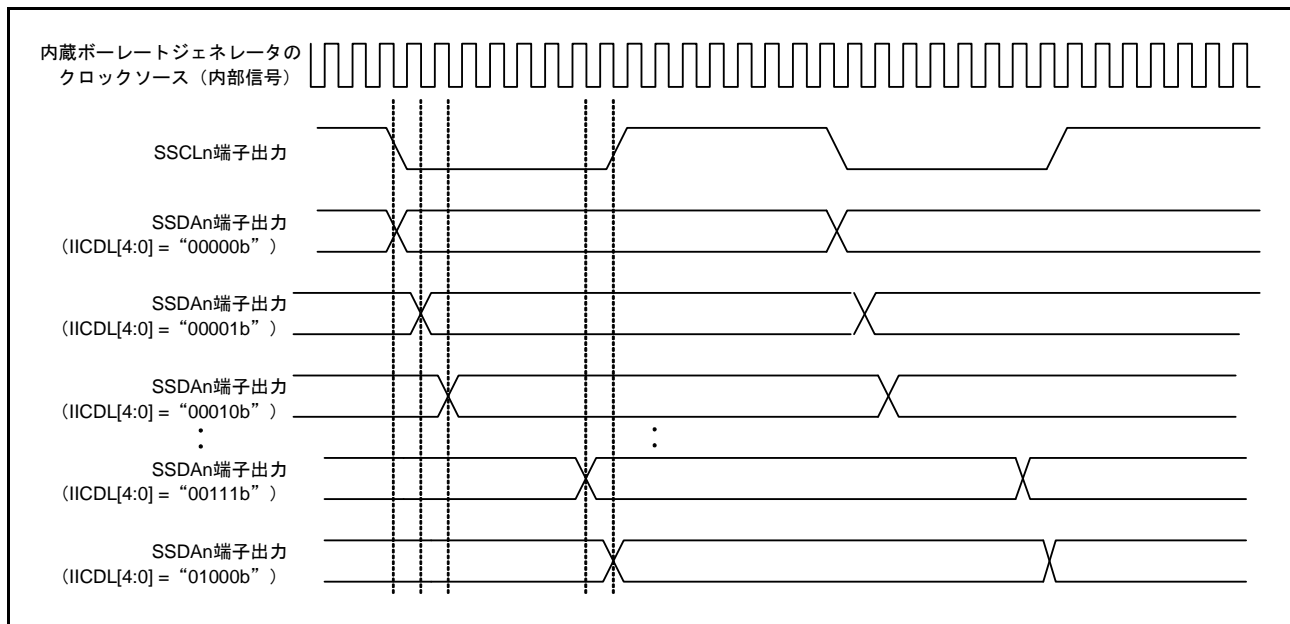 内蔵ボーレートジェネレータの
クロックソース（内部信号）
SSCLn端子出力
SSDAn端子出力
（IICDL[4:0] = “00000b” ）
SSDAn端子出力
（IICDL[4:0] = “00001b” ）
SSDAn端子出力
（IICDL[4:0] = “00010b” ）
SSDAn端子出力
（IICDL[4:0] = “00111b” ）
SSDAn端子出力
（IICDL[4:0] = “01000b” ）